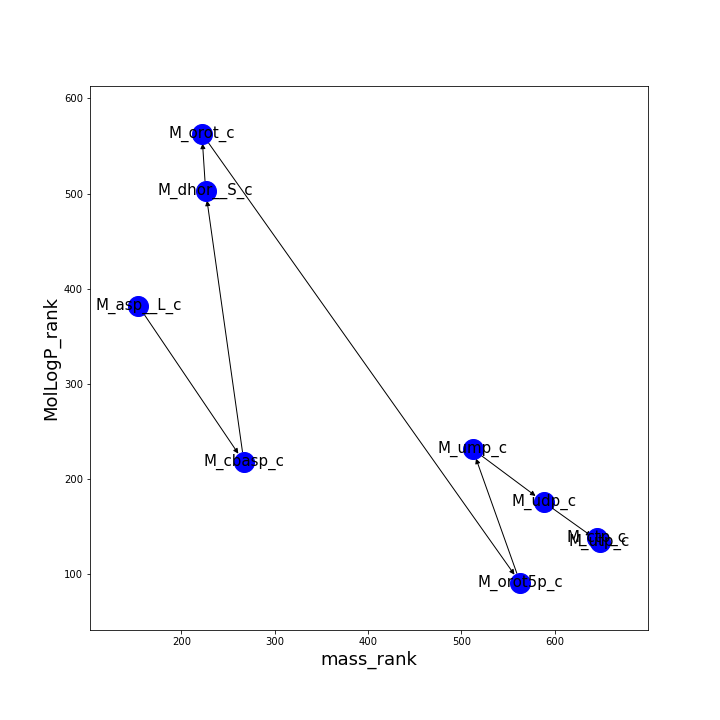 600
500
400
300
200
100
MolLogP_rank
M_orot_c
M_dhor__S_c
M_asp__L_c
M_cbasp_c
M_ump_c
M_udp_c
M_orot5p_c
200
300
400
500
600
mass_rank